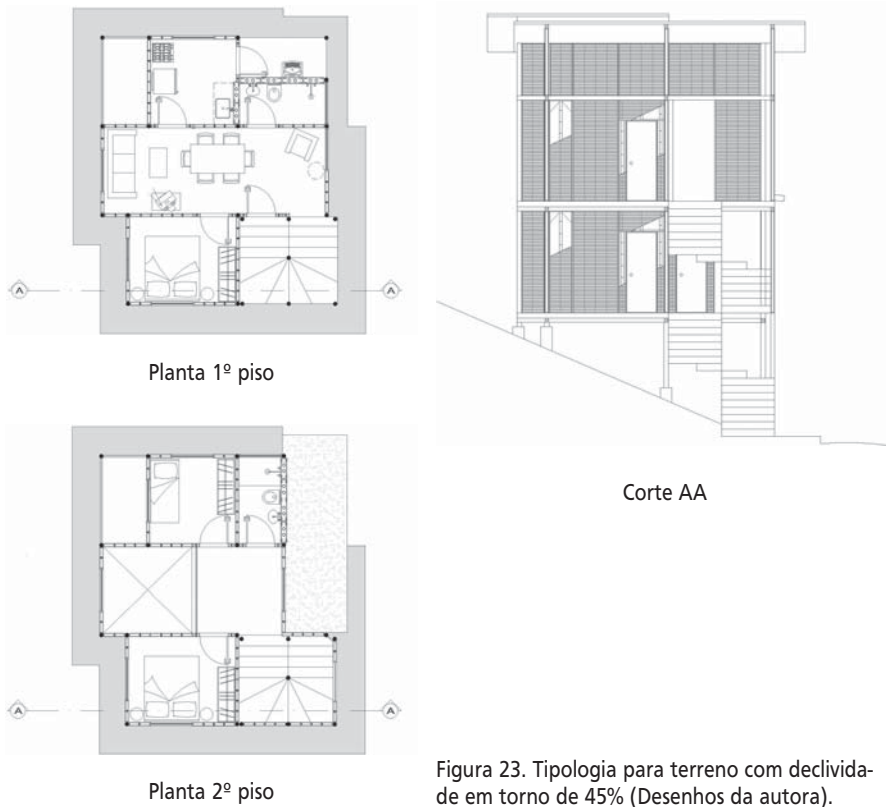 A
A
Planta 1º piso
A
A
Planta 2º piso
Corte AA
Figura 23. Tipologia para terreno com declivida-
de em torno de 45% (Desenhos da autora).